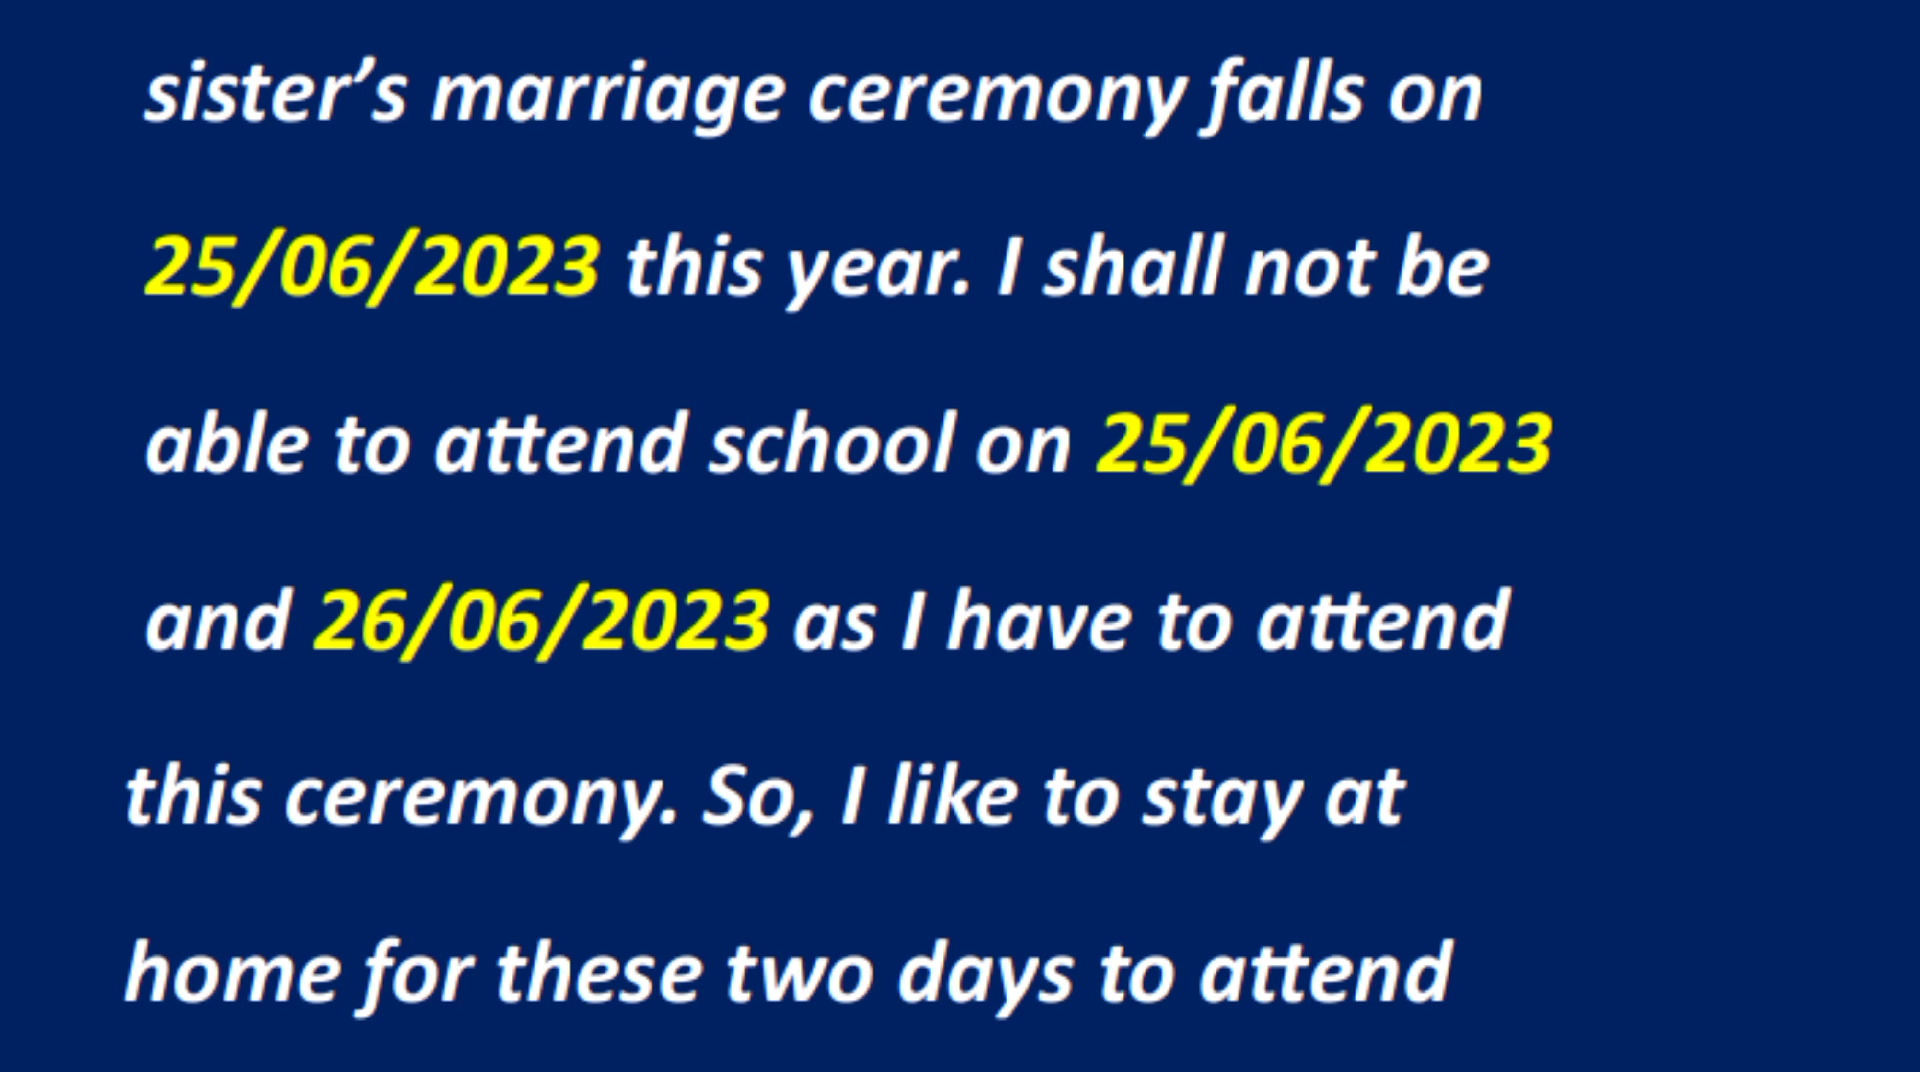 sister’s marriage ceremony falls on
25/06/2023 this year. I shall not be
able to attend school on 25/06/2023
and 26/06/2023 as I have to attend
this ceremony. So, I like to stay at
home for these two days to attend